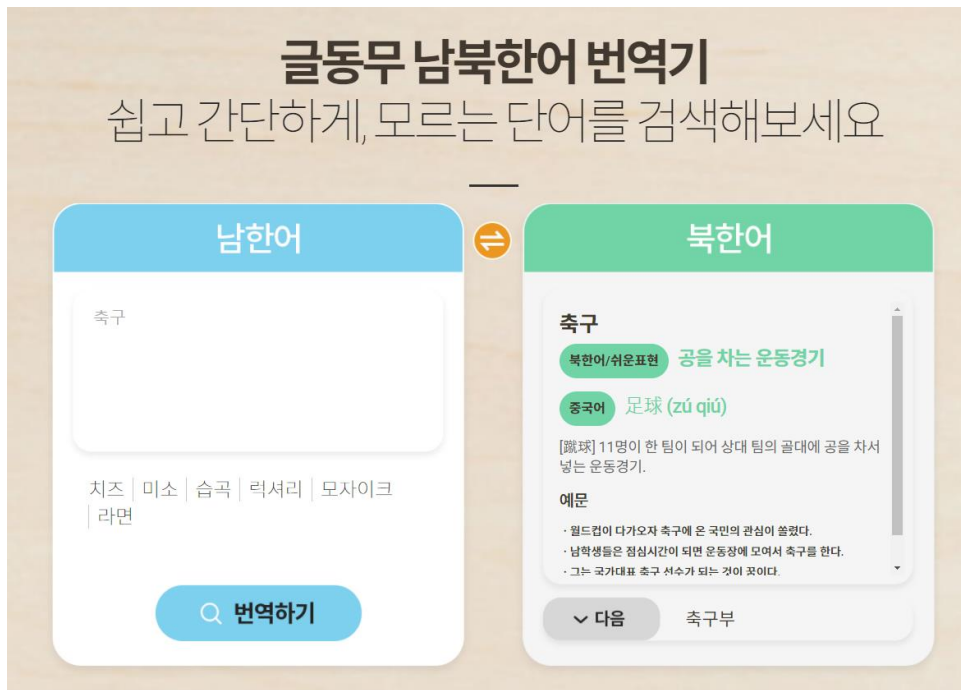 글동무 남북한어 번역기
쉽고 간단하게, 모르는 단어를 검색해보세요
남한어
축구
치즈 | 미소 | 습곡 | 럭셔리 | 모자이크
| 라면
번역하기
북한어
축구
북한어/쉬운표현 공을 차는 운동경기
중국어 足球 (zú qiú)
[蹴球] 11명이 한 팀이 되어 상대 팀의 골대에 공을 차서
넣는 운동경기.
예문
· 월드컵이 다가오자 축구에 온 국민의 관심이 쏠렸다.
· 남학생들은 점심시간이 되면 운동장에 모여서 축구를 한다.
· 그는 국가대표 축구 선수가 되는 것이 꿈이다.
다음 축구부